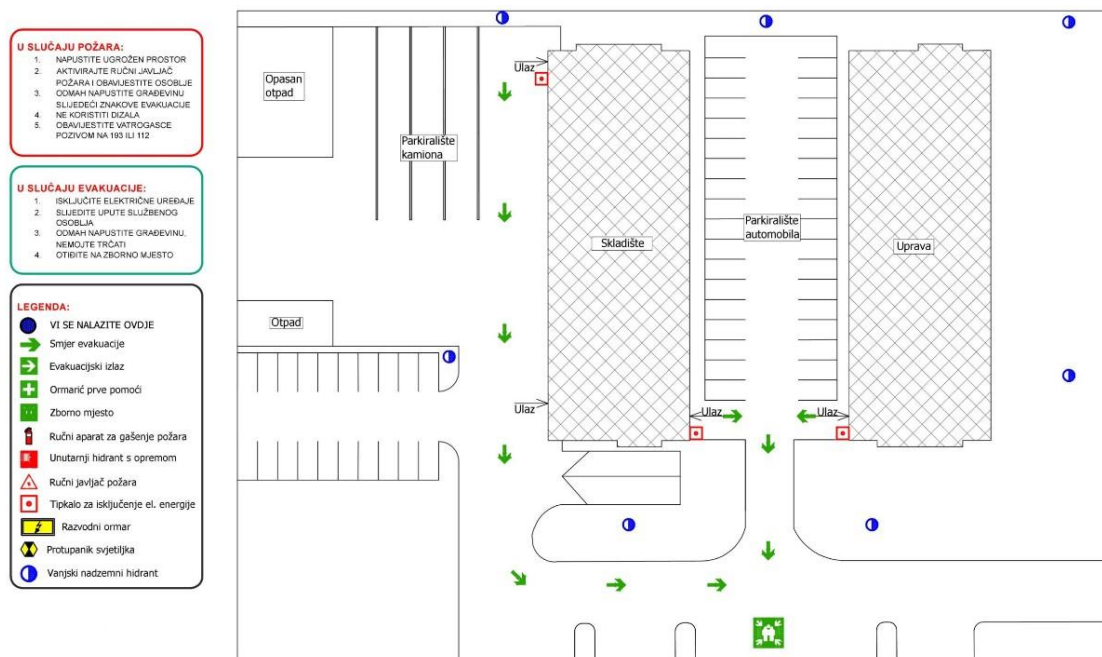 U SLUČAJU POŽARA:
1. NAPUSTITE UGROŽEN PROSTOR
2. AKTIVIRAJTE RUČNI JAVLJAČ
POŽARA I OBAVIJESTITE OSOBLJE
3. ODMAH NAPUSTITE GRAĐEVINU
SLIJEDEĆI ZNAKOVE EVAKUACIJE
4. NE KORISTITI DIZALA
5. OBAVIJESTITE VATROGASCE
POZIVOM NA 193 ILI 112
U SLUČAJU EVAKUACIJE:
1. ISKLJUČITE ELEKTRIČNE UREĐAJE
2. SLIJEDITE UPUTE SLUŽBENOG
OSOBLJA
3. ODMAH NAPUSTITE GRAĐEVINU,
NEMOJTE TRČATI
4. OTIĐITE NA ZBORNO MJESTO
LEGENDA:
VI SE NALAZITE OVDJE
Smjer evakuacije
Evakuacijski izlaz
Ormarić prve pomoći
Zborno mjesto
Ručni aparat za gašenje požara
Unutarnji hidrant s opremom
Ručni javljač požara
Tipkalo za isključenje el. energije
Razvodni ormar
Protupanik svjetiljka
Vanjski nadzemni hidrant
Opasan
otpad
Parkiralište
kamiona
Ulaz
Skladište
Parkiralište
automobila
Uprava
Otpad
Ulaz
Ulaz
Ulaz